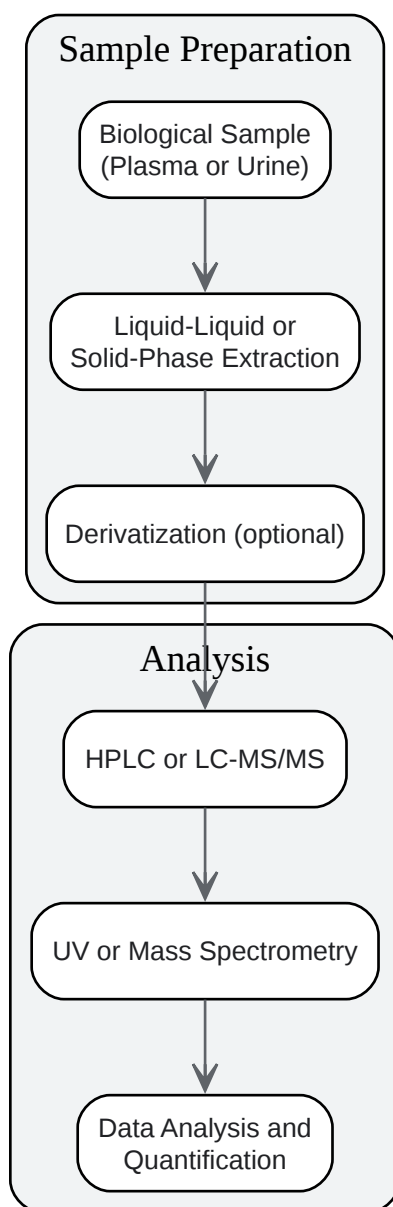 Sample Preparation
Biological Sample
(Plasma or Urine)
Liquid-Liquid or
Solid-Phase Extraction
Derivatization (optional)
Analysis
HPLC or LC-MS/MS
UV or Mass Spectrometry
Data Analysis and
Quantification